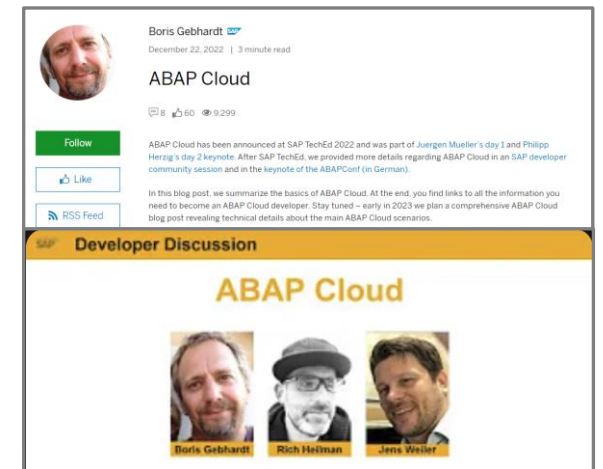 Boris Gebhardt SAP
December 22, 2022 | 3 minute read
ABAP Cloud
8 60 9,299
Follow
Like
RSS Feed
ABAP Cloud has been announced at SAP TechEd 2022 and was part of Juergen Mueller's day 1 and Philipp
Herzig's day 2 keynote. After SAP TechEd, we provided more details regarding ABAP Cloud in an SAP developer
community session and in the keynote of the ABAPConf (in German).
In this blog post, we summarize the basics of ABAP Cloud. At the end, you find links to all the information you
need to become an ABAP Cloud developer. Stay tuned – early in 2023 we plan a comprehensive ABAP Cloud
blog post revealing technical details about the main ABAP Cloud scenarios.
SAP Developer Discussion
ABAP Cloud
Boris Gebhardt Rich Heilman Jens Weiler